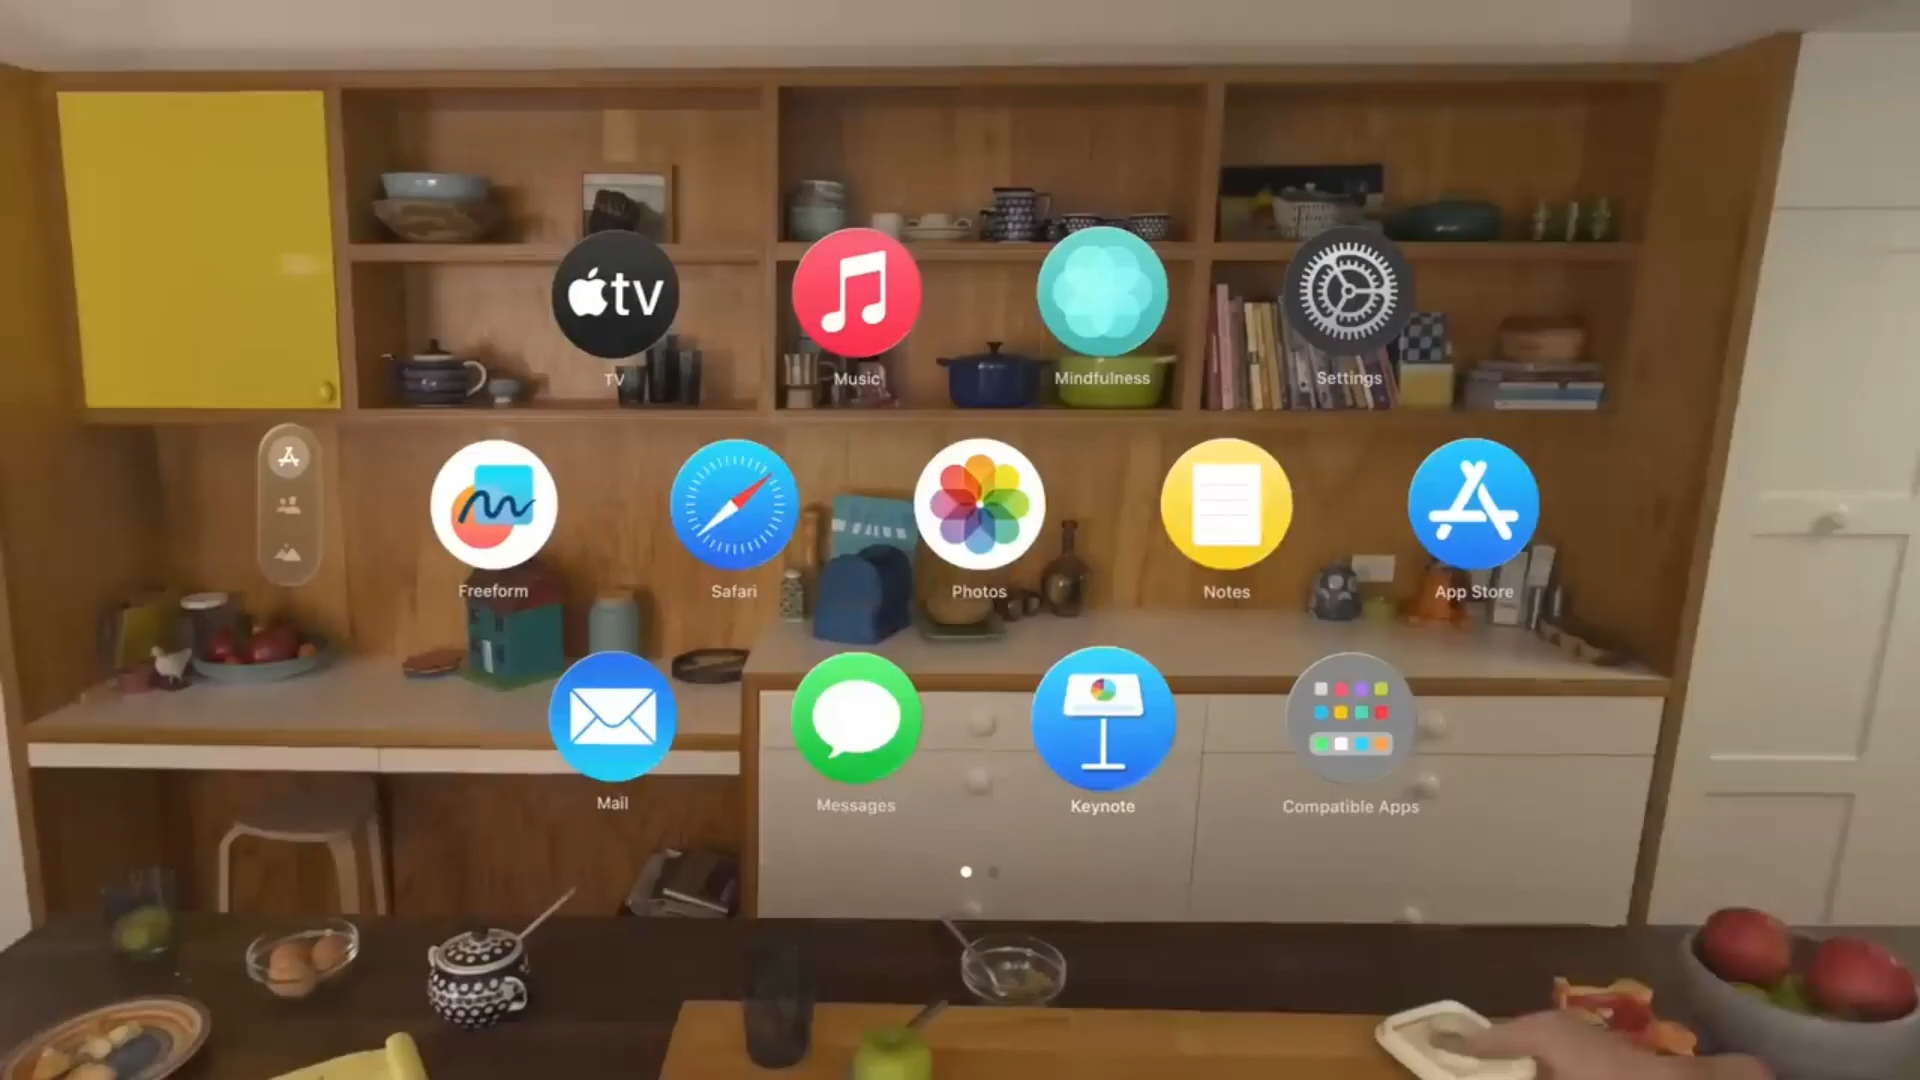 tv
TV
Music
Mindfulness
Settings
Freeform
Safari
Photos
Notes
App Store
Mail
Messages
Keynote
Compatible Apps